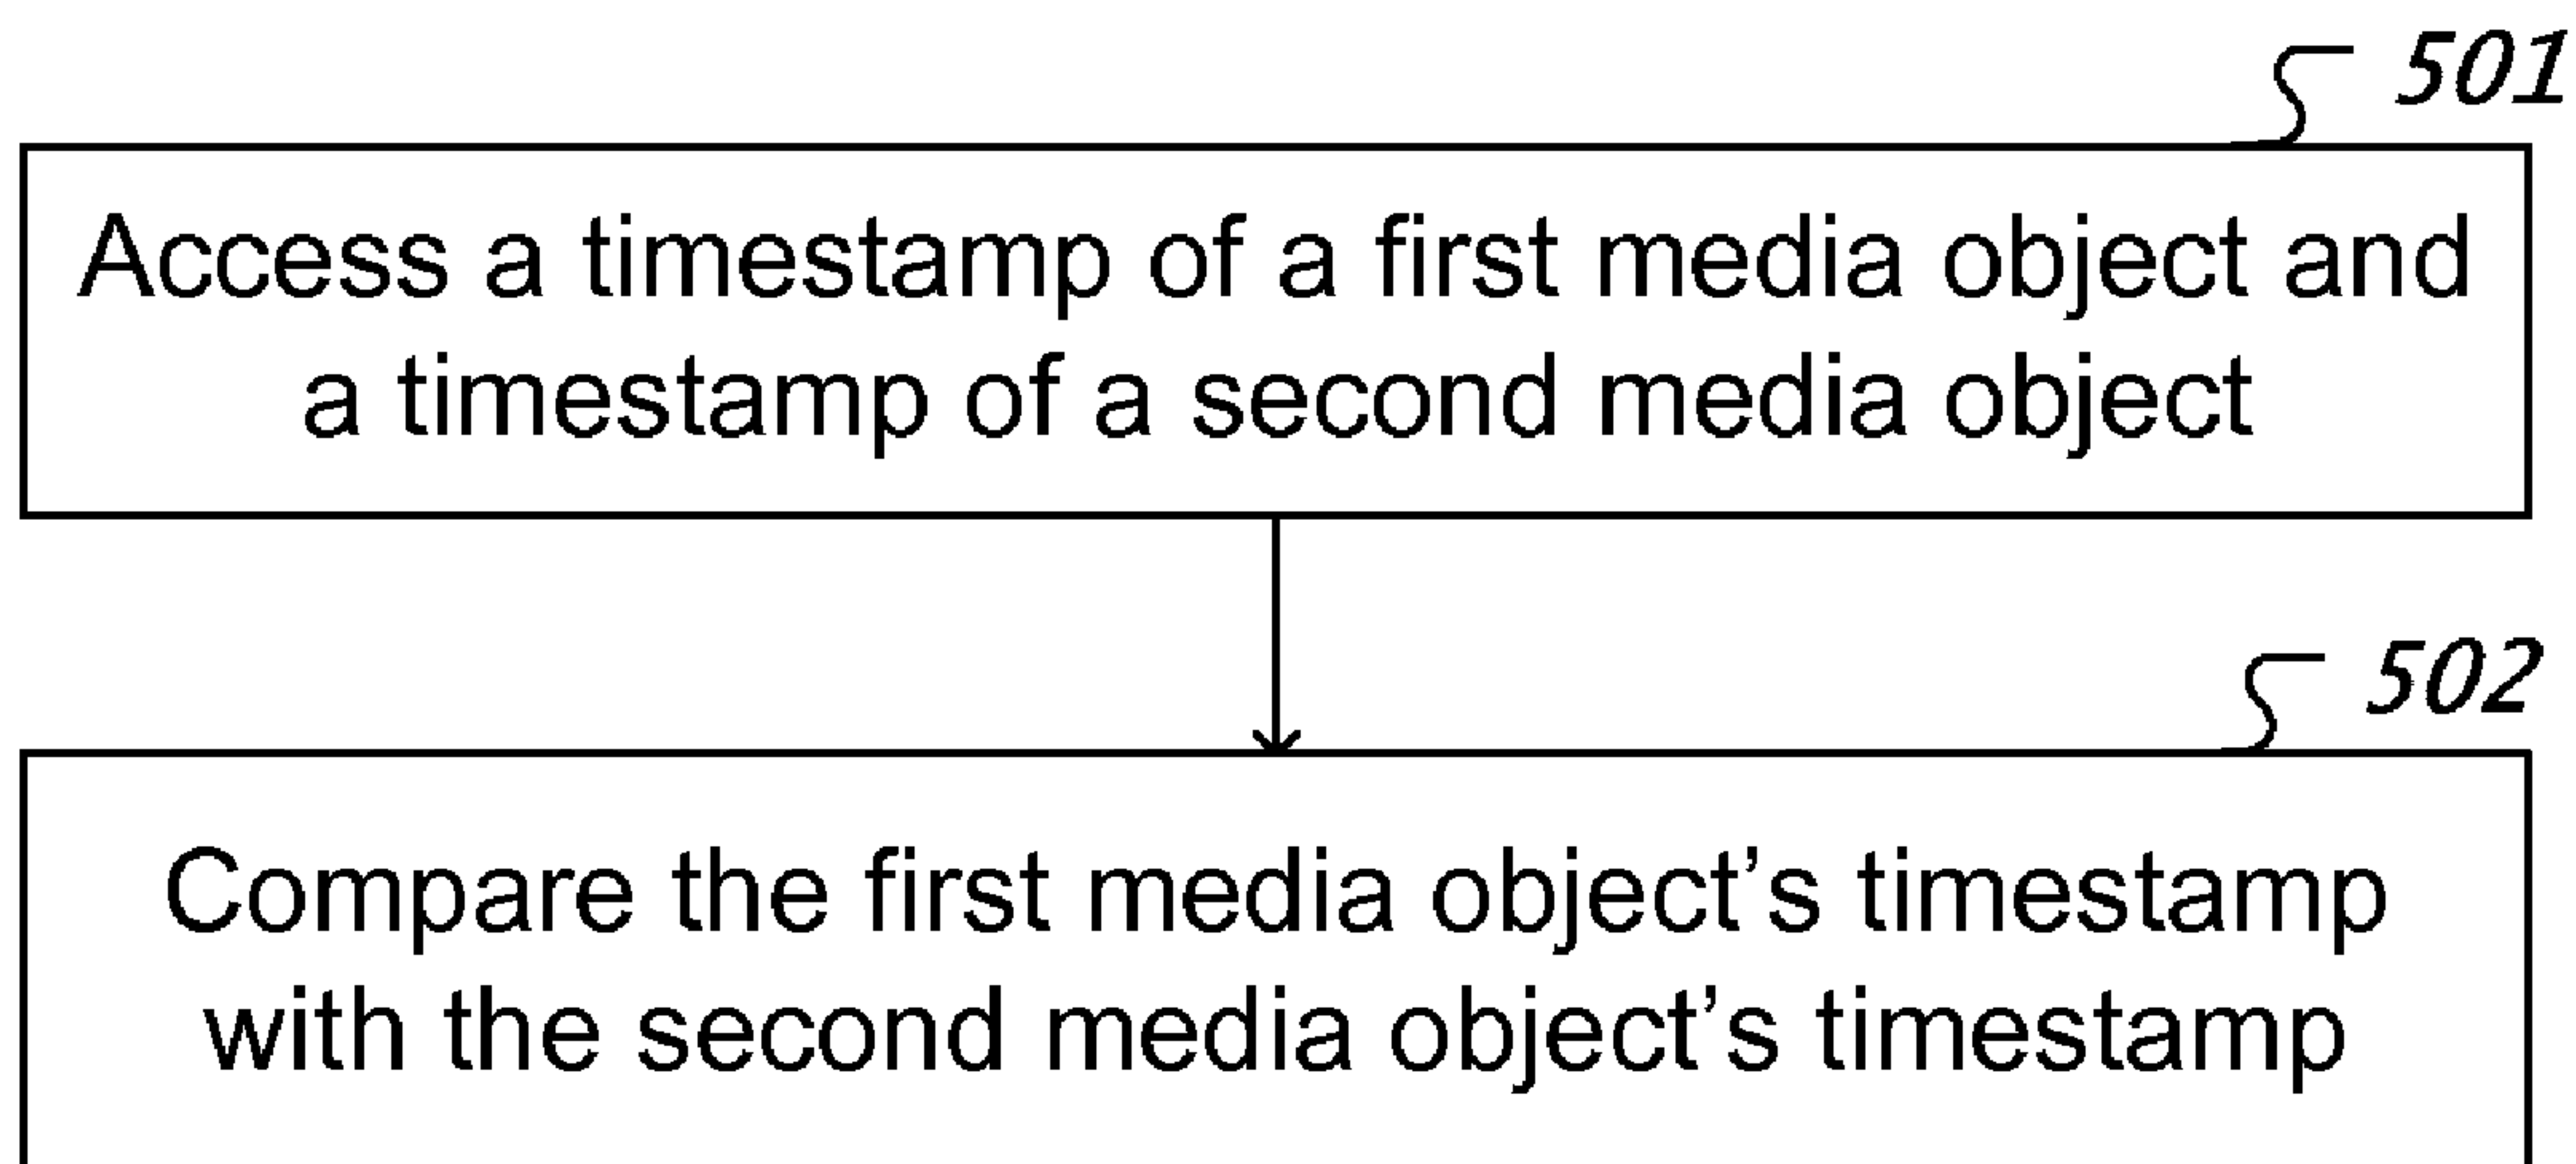 501
Access a timestamp of a first media object and
a timestamp of a second media object
502
Compare the first media object’s timestamp
with the second media object’s timestamp